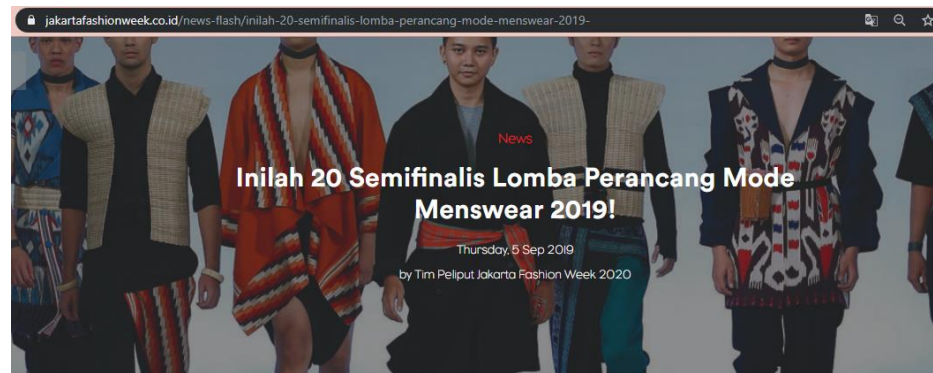 jakartafashionweek.co.id/news-flash/inilah-20-semifinalis-lomba-perancang-mode-menswear-2019-
News
Inilah 20 Semifinalis Lomba Perancang Mode
Menswear 2019!
Thursday, 5 Sep 2019
by Tim Peliput Jakarta Fashion Week 2020